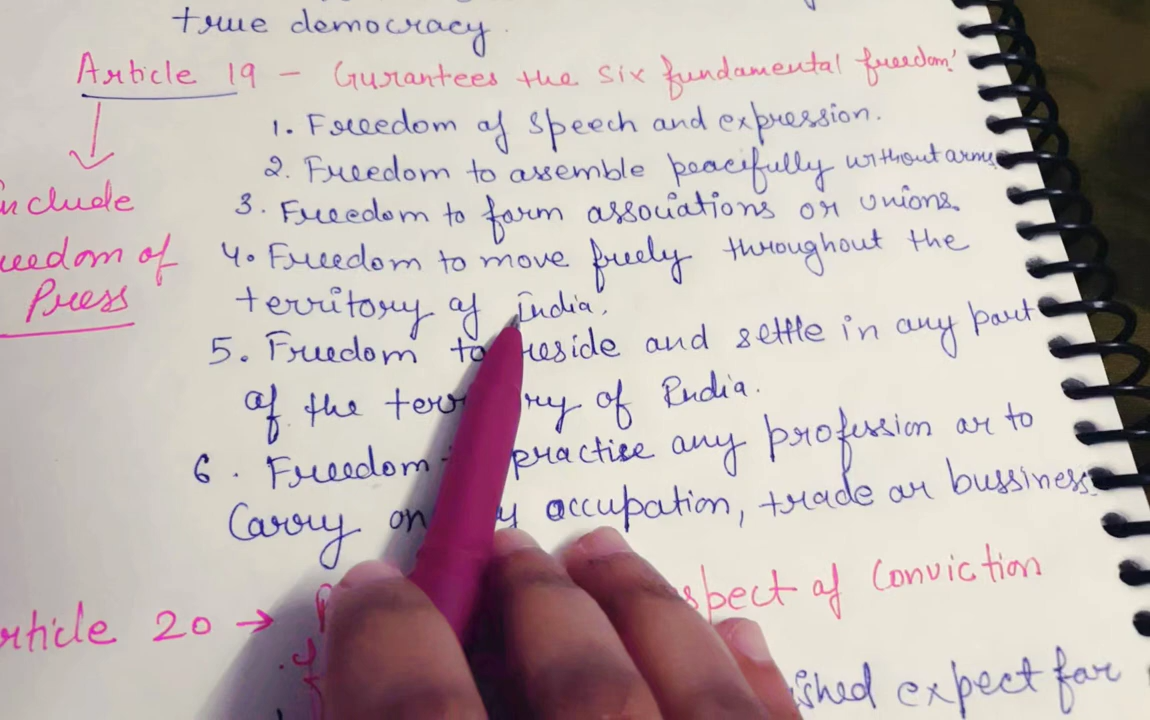 true democracy.
Article 19 – Gurantees the six fundamental freedom'
1. Freedom of speech and expression.
2. Freedom to assemble peacefully without arms
3. Freedom to form associations or unions.
include
freedom of
Press
4. Freedom to move freely throughout the
territory of India.
5. Freedom to reside and settle in any part
of the territory of India.
6. Freedom practise any profession or to
Carry on any occupation, trade or bussiness.
Article 20 → respect of Conviction
expect for